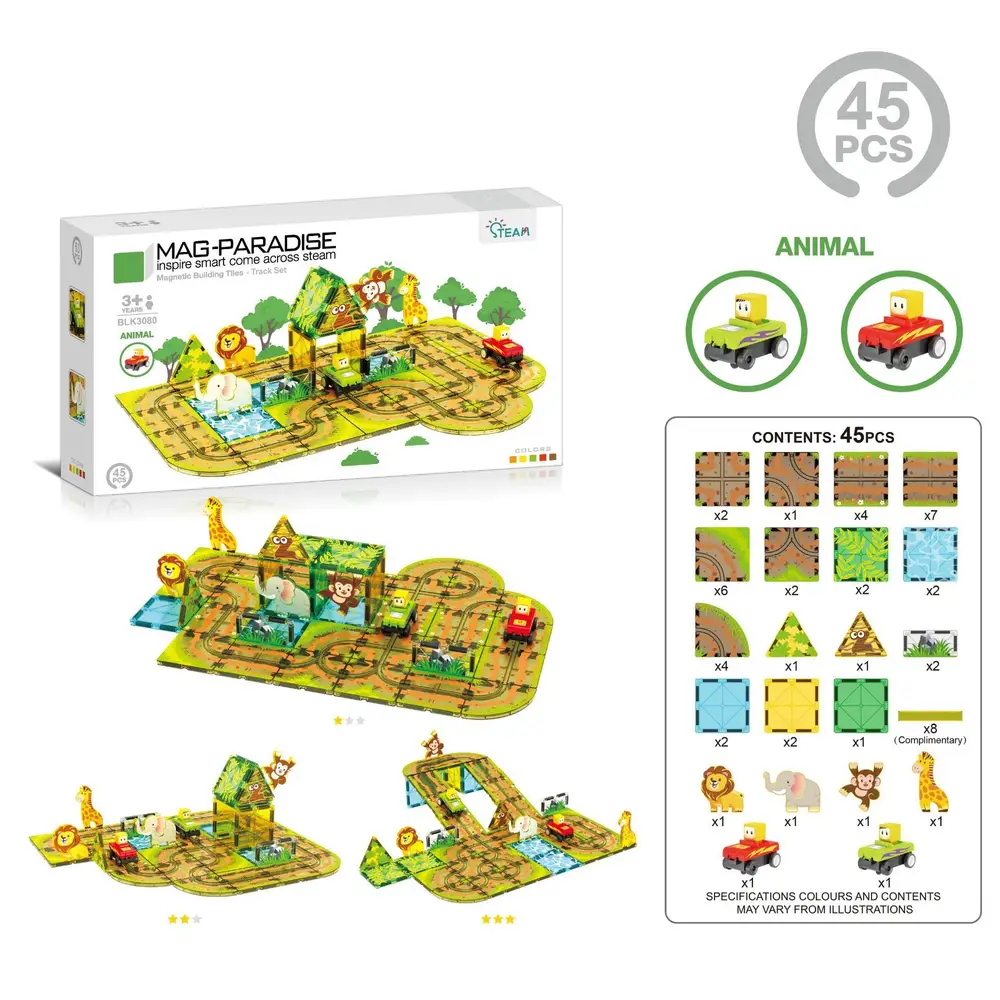 45
PCS
ANIMAL
STEAM
MAG-PARADISE
inspire smart come across steam
Magnetic Building Tiles - Track Set
3+
YEARS
BLK3080
ANIMAL
COLORS
45
PCS
CONTENTS: 45PCS
x2 x1 x4 x7
x6 x2 x2 x2
x4 x1 x1 x2
x2 x2 x1 x8
(Complimentary)
x1 x1 x1 x1
x1 x1
SPECIFICATIONS COLOURS AND CONTENTS
MAY VARY FROM ILLUSTRATIONS